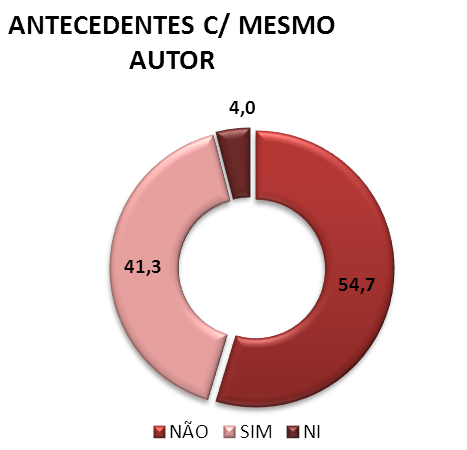 ANTECEDENTES C/ MESMO
AUTOR
4,0
41,3
54,7
NÃO SIM NI